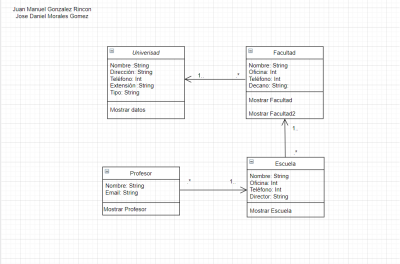 Juan Manuel Gonzalez Rincon
Jose Daniel Morales Gomez
Univerisad
Nombre: String
Dirección: String
Teléfono: Int
Extensión: String
Tipo: String
Mostrar datos
1..
*
Facultad
Nombre: String
Oficina: Int
Teléfono: Int
Decano: String
Mostrar Facultad
Mostrar Facultad2
1..
*
Escuela
Nombre: String
Oficina: Int
Teléfono: Int
Director: String
Mostrar Escuela
Profesor
Nombre: String
Email: String
Mostrar Profesor
*
1..